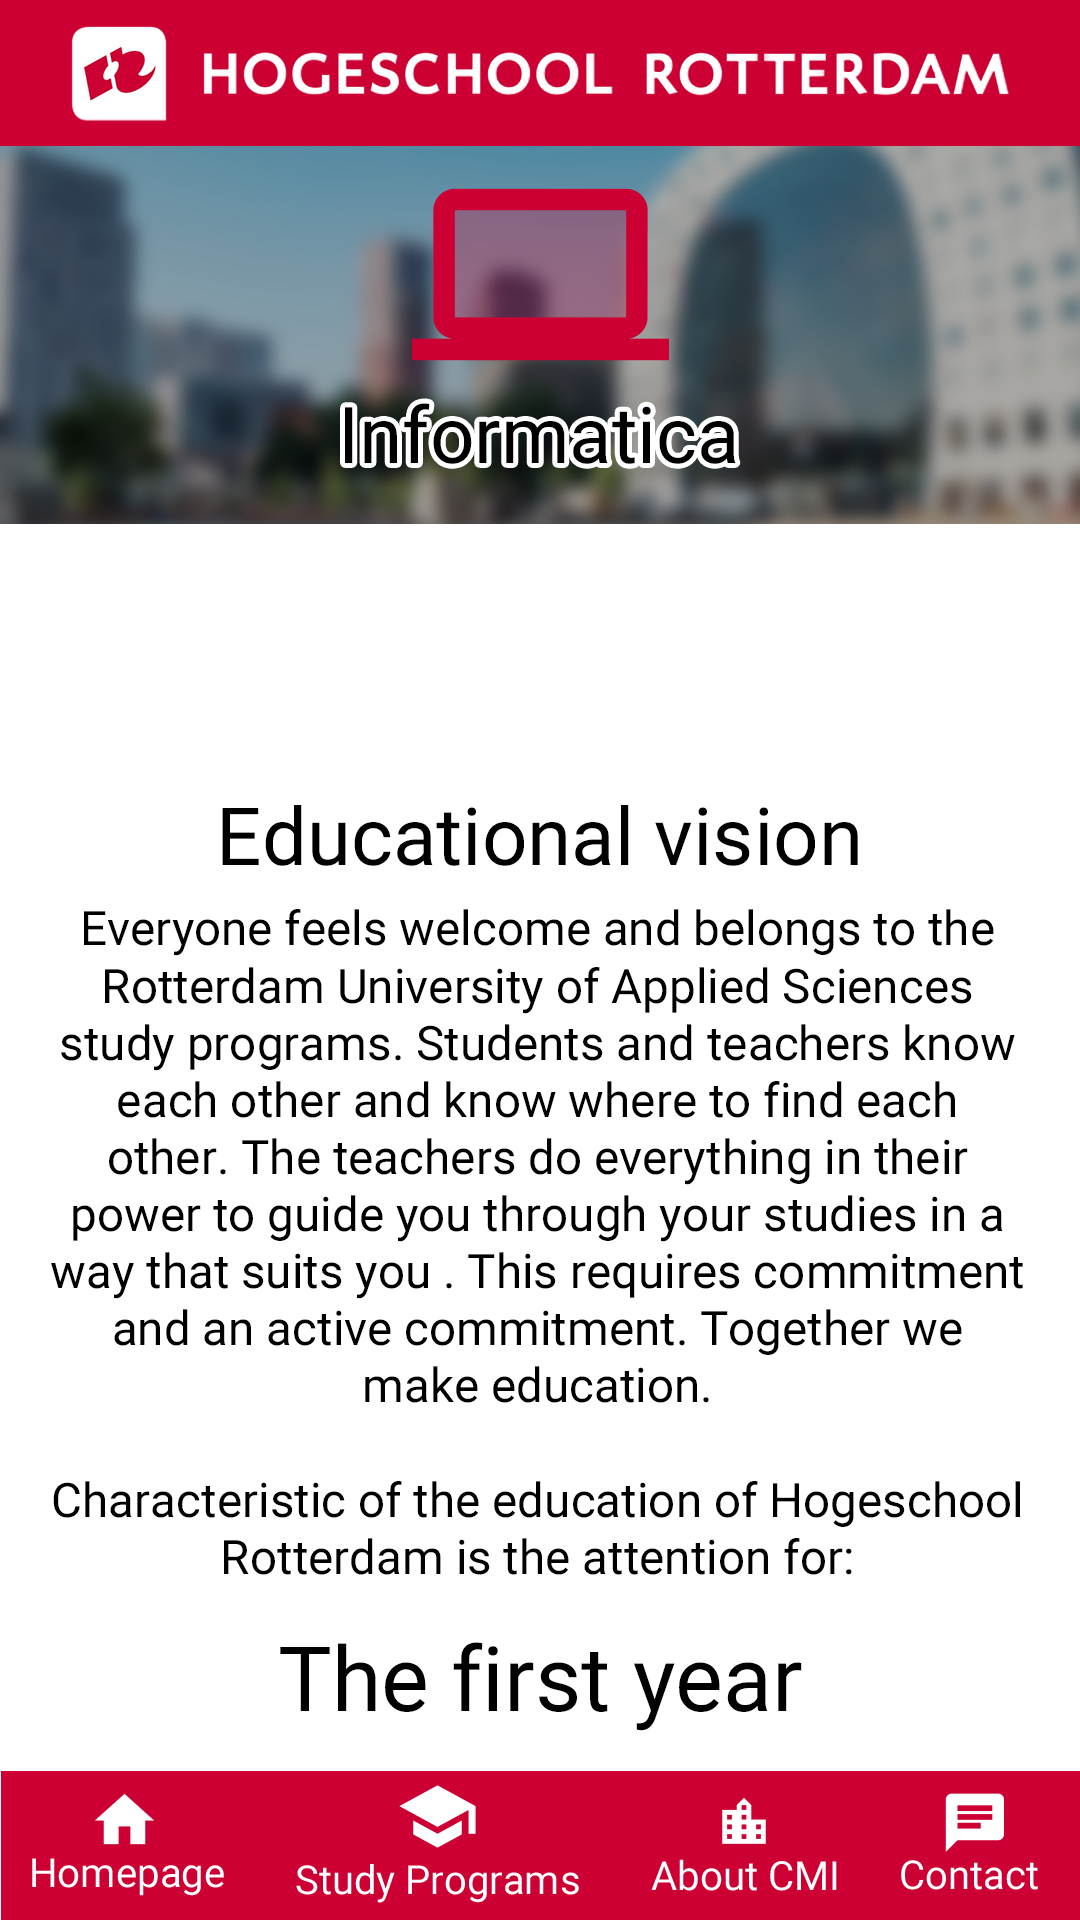 HOGESCHOOL ROTTERDAM
Informatica
Educational vision
Everyone feels welcome and belongs to the
Rotterdam University of Applied Sciences
study programs. Students and teachers know
each other and know where to find each
other. The teachers do everything in their
power to guide you through your studies in a
way that suits you . This requires commitment
and an active commitment. Together we
make education.
Characteristic of the education of Hogeschool
Rotterdam is the attention for:
The first year
Homepage
Study Programs
About CMI
Contact